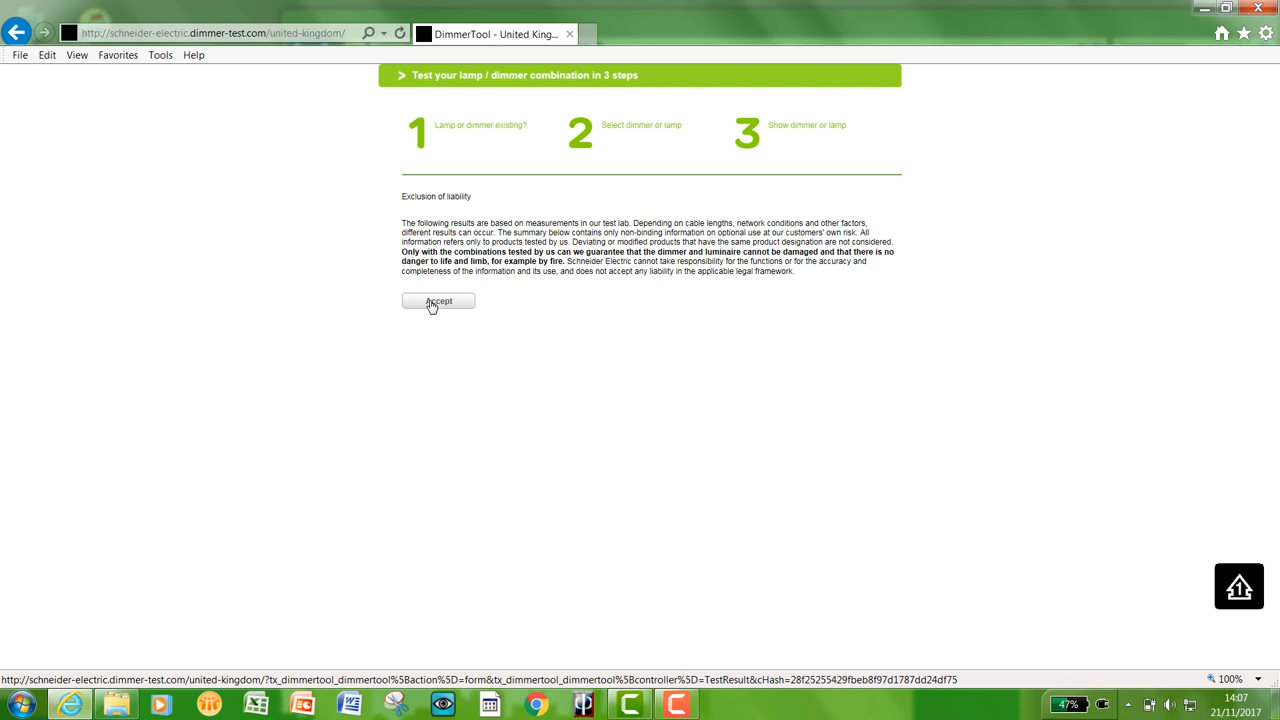 http://schneider-electric.dimmer-test.com/united-kingdom/
DimmerTool - United King...
File Edit View Favorites Tools Help
> Test your lamp / dimmer combination in 3 steps
1 Lamp or dimmer existing? 2 Select dimmer or lamp 3 Show dimmer or lamp
Exclusion of liability
The following results are based on measurements in our test lab. Depending on cable lengths, network conditions and other factors,
different results can occur. The summary below contains only non-binding information on optional use at our customers' own risk. All
information refers only to products tested by us. Deviating or modified products that have the same product designation are not considered.
Only with the combinations tested by us can we guarantee that the dimmer and luminaire cannot be damaged and that there is no
danger to life and limb, for example by fire. Schneider Electric cannot take responsibility for the functions or for the accuracy and
completeness of the information and its use, and does not accept any liability in the applicable legal framework.
Accept
1
http://schneider-electric.dimmer-test.com/united-kingdom/?tx_dimmertool_dimmertool%5Baction%5D=form&tx_dimmertool_dimmertool%5Bcontroller%5D=TestResult&cHash=28f25255429fbeb8f97d1787dd24df75
100%
47%
14:07
21/11/2017